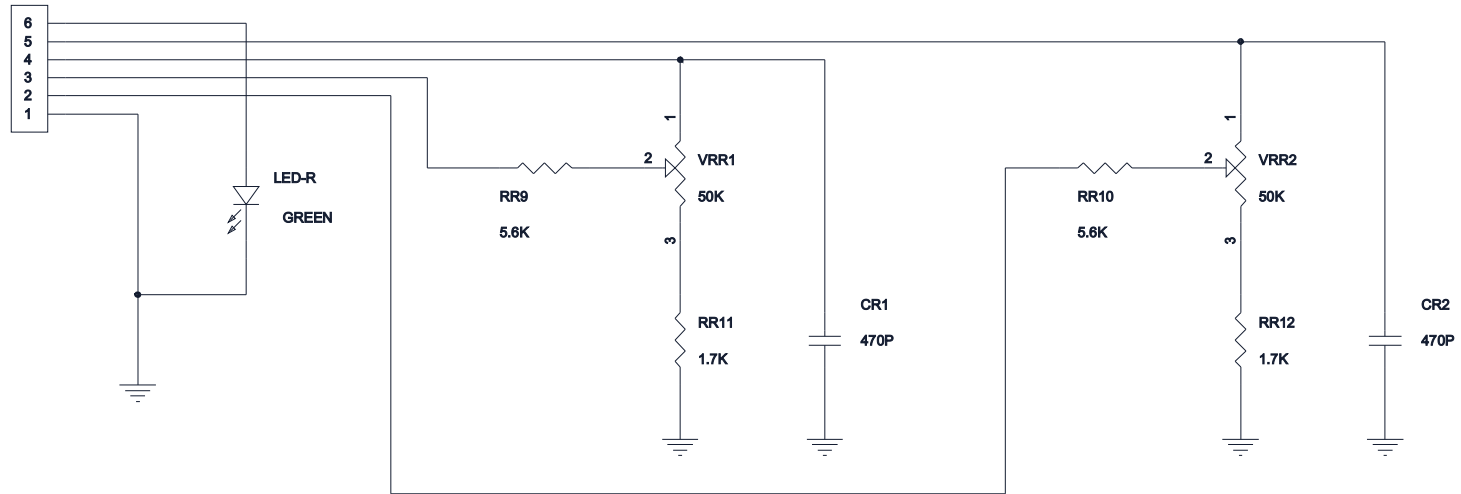 6
5
4
3
2
1
LED-R
GREEN
RR9
5.6K
1
2
3
VRR1
50K
RR11
1.7K
CR1
470P
RR10
5.6K
1
2
3
VRR2
50K
RR12
1.7K
CR2
470P